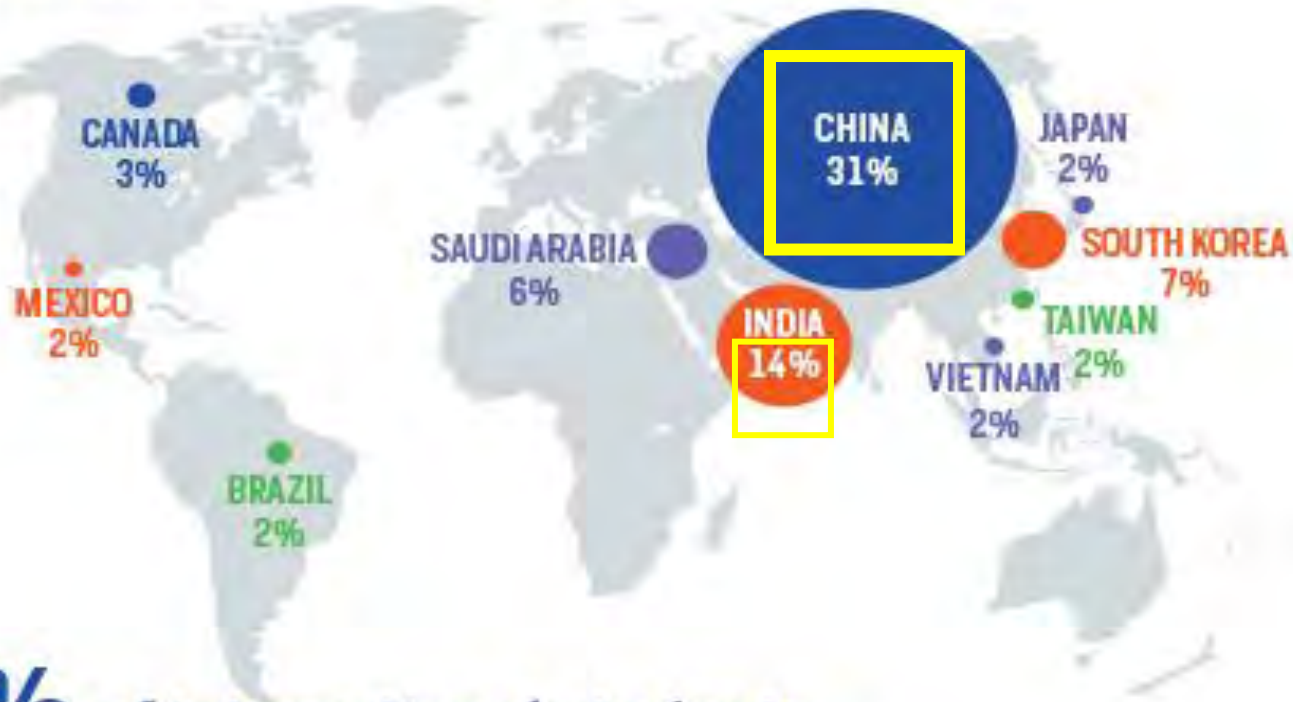 CANADA
3%
MEXICO
2%
BRAZIL
2%
SAUDI ARABIA
6%
CHINA
31%
INDIA
14%
JAPAN
2%
SOUTH KOREA
7%
TAIWAN
2%
VIETNAM
2%
%